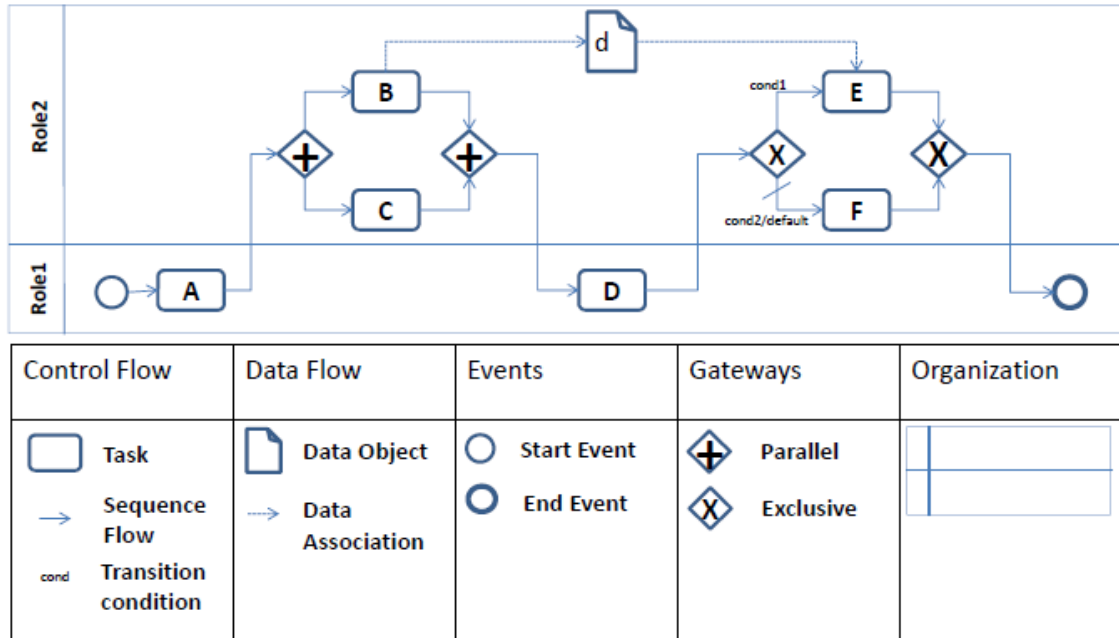 Role2
d
B
cond1
E
+
+
X
X
C
F
cond2/default
Role1
A
D
Control Flow
Data Flow
Events
Gateways
Organization
Task
Sequence
Flow
cond
Transition
condition
Data Object
Data
Association
Start Event
End Event
+
Parallel
X
Exclusive